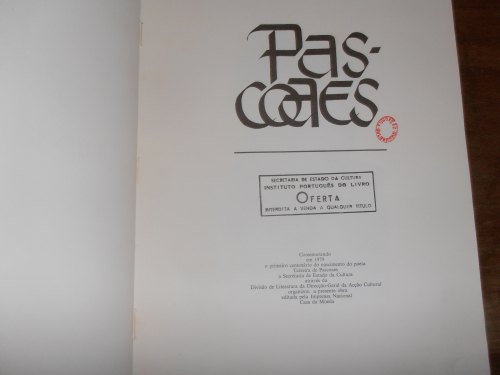 PAS-
COAES
SECRETARIA DE ESTADO DA CULTURA
INSTITUTO PORTUGUÊS DO LIVRO
OFERTA
INTERDITA A VENDA A QUALQUER TÍTULO
Comemorando
em 1979
o primeiro centenário do nascimento do poeta
Teixeira de Pascoaes
a Secretaria de Estado da Cultura
através da
Divisão de Literatura da Direcção-Geral da Acção Cultural
organizou a presente obra
editada pela Imprensa Nacional
Casa da Moeda